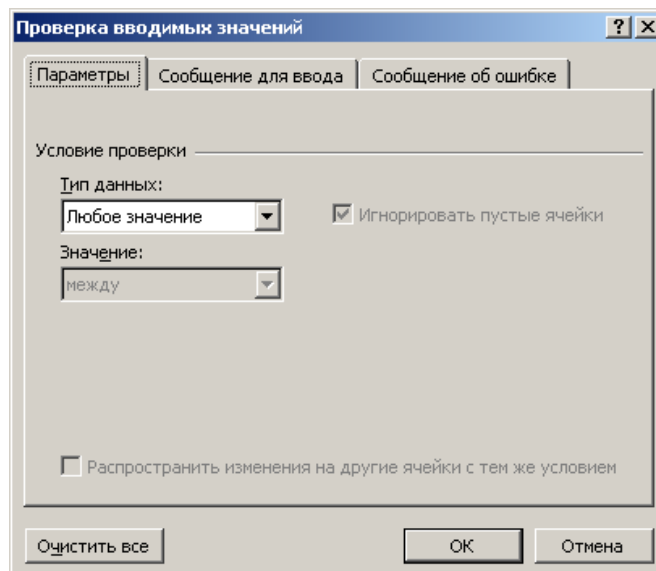 Проверка вводимых значений
Параметры Сообщение для ввода Сообщение об ошибке
Условие проверки
Тип данных:
Любое значение Игнорировать пустые ячейки
Значение:
между
Распространить изменения на другие ячейки с тем же условием
Очистить все ОК Отмена